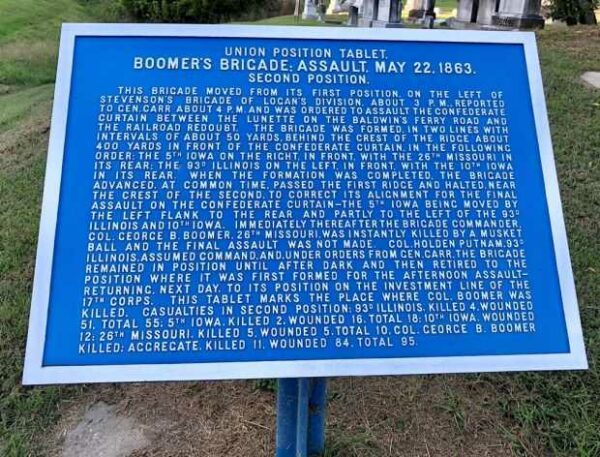 UNION POSITION TABLET.
BOOMER'S BRIGADE; ASSAULT, MAY 22, 1863.
SECOND POSITION.
THIS BRIGADE MOVED FROM ITS FIRST POSITION, ON THE LEFT OF
STEVENSON'S BRIGADE OF LOGAN'S DIVISION, ABOUT 3 P.M., REPORTED
TO GEN. CARR ABOUT 4 P.M. AND WAS ORDERED TO ASSAULT THE CONFEDERATE
CURTAIN BETWEEN THE LUNETTE ON THE BALDWIN'S FERRY ROAD AND
THE RAILROAD REDOUBT. THE BRIGADE WAS FORMED, IN TWO LINES WITH
INTERVALS OF ABOUT 50 YARDS, BEHIND THE CREST OF THE RIDGE ABOUT
400 YARDS IN FRONT OF THE CONFEDERATE CURTAIN, IN THE FOLLOWING
ORDER: THE 5TH IOWA ON THE RIGHT, IN FRONT, WITH THE 26TH MISSOURI IN
ITS REAR; THE 93D ILLINOIS ON THE LEFT, IN FRONT, WITH THE 10TH IOWA
IN ITS REAR. WHEN THE FORMATION WAS COMPLETED, THE BRIGADE
ADVANCED, AT COMMON TIME, PASSED THE FIRST RIDGE AND HALTED, NEAR
THE CREST OF THE SECOND, TO CORRECT ITS ALIGNMENT FOR THE FINAL
ASSAULT ON THE CONFEDERATE CURTAIN—THE 5TH IOWA BEING MOVED BY
THE LEFT FLANK TO THE REAR AND PARTLY TO THE LEFT OF THE 93D
ILLINOIS AND 10TH IOWA. IMMEDIATELY THEREAFTER THE BRIGADE COMMANDER,
COL. GEORGE B. BOOMER, 26TH MISSOURI, WAS INSTANTLY KILLED BY A MUSKET
BALL AND THE FINAL ASSAULT WAS NOT MADE. COL. HOLDEN PUTNAM, 93D
ILLINOIS, ASSUMED COMMAND, AND, UNDER ORDERS FROM GEN. CARR, THE BRIGADE
REMAINED IN POSITION UNTIL AFTER DARK AND THEN RETIRED TO THE
POSITION WHERE IT WAS FIRST FORMED FOR THE AFTERNOON ASSAULT—
RETURNING, NEXT DAY, TO ITS POSITION ON THE INVESTMENT LINE OF THE
17TH CORPS. THIS TABLET MARKS THE PLACE WHERE COL. BOOMER WAS
KILLED. CASUALTIES IN SECOND POSITION: 93D ILLINOIS, KILLED 4, WOUNDED
51, TOTAL 55; 5TH IOWA, KILLED 2, WOUNDED 16, TOTAL 18; 10TH IOWA, WOUNDED
12; 26TH MISSOURI, KILLED 5, WOUNDED 5, TOTAL 10, COL. GEORGE B. BOOMER
KILLED; AGGREGATE, KILLED 11, WOUNDED 84, TOTAL 95.